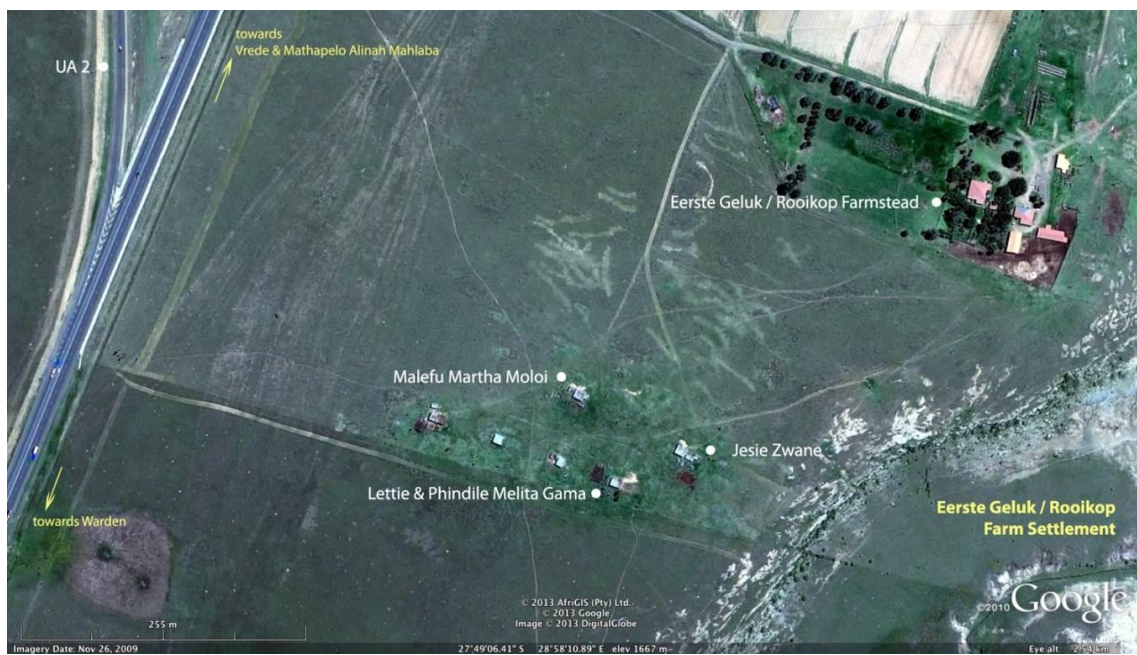 towards
Vrede & Mathapelo Alinah Mahlaba
UA 2
Eerste Geluk / Rooikop Farmstead
Malefu Martha Moloi
Jesie Zwane
Lettie & Phindile Melita Gama
towards Warden
Eerste Geluk / Rooikop
Farm Settlement
© 2013 AfriGIS (Pty) Ltd.
© 2013 Google
Image © 2013 DigitalGlobe
©2010 Google
255 m
Imagery Date: Nov 26, 2009
27°49'06.41" S 28°58'10.89" E elev 1667 m
Eye alt 2.54 km